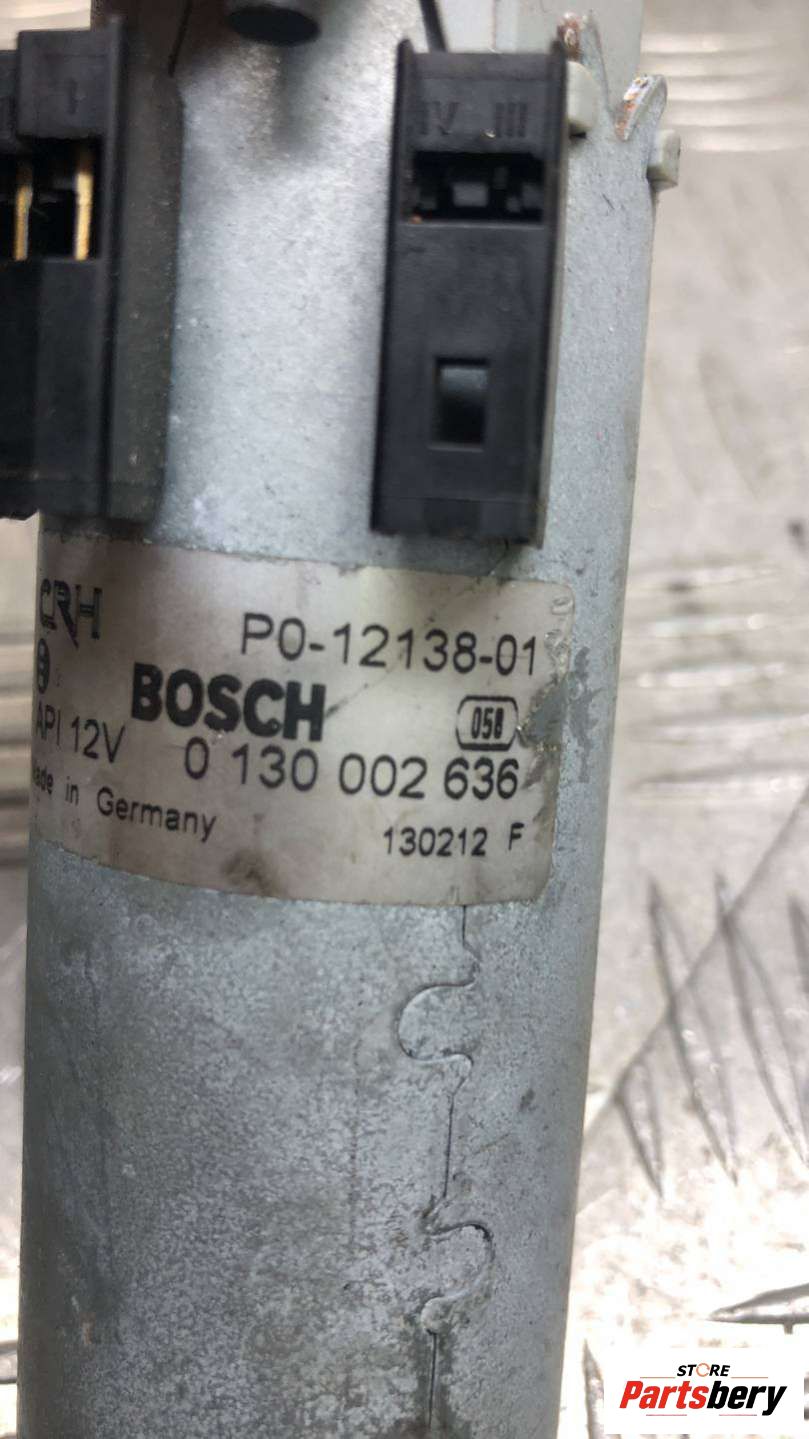 I
IV III
CRH
P0-12138-01
BOSCH
058
API 12V
0 130 002 636
in Germany
130212 F
STORE
Partsbery